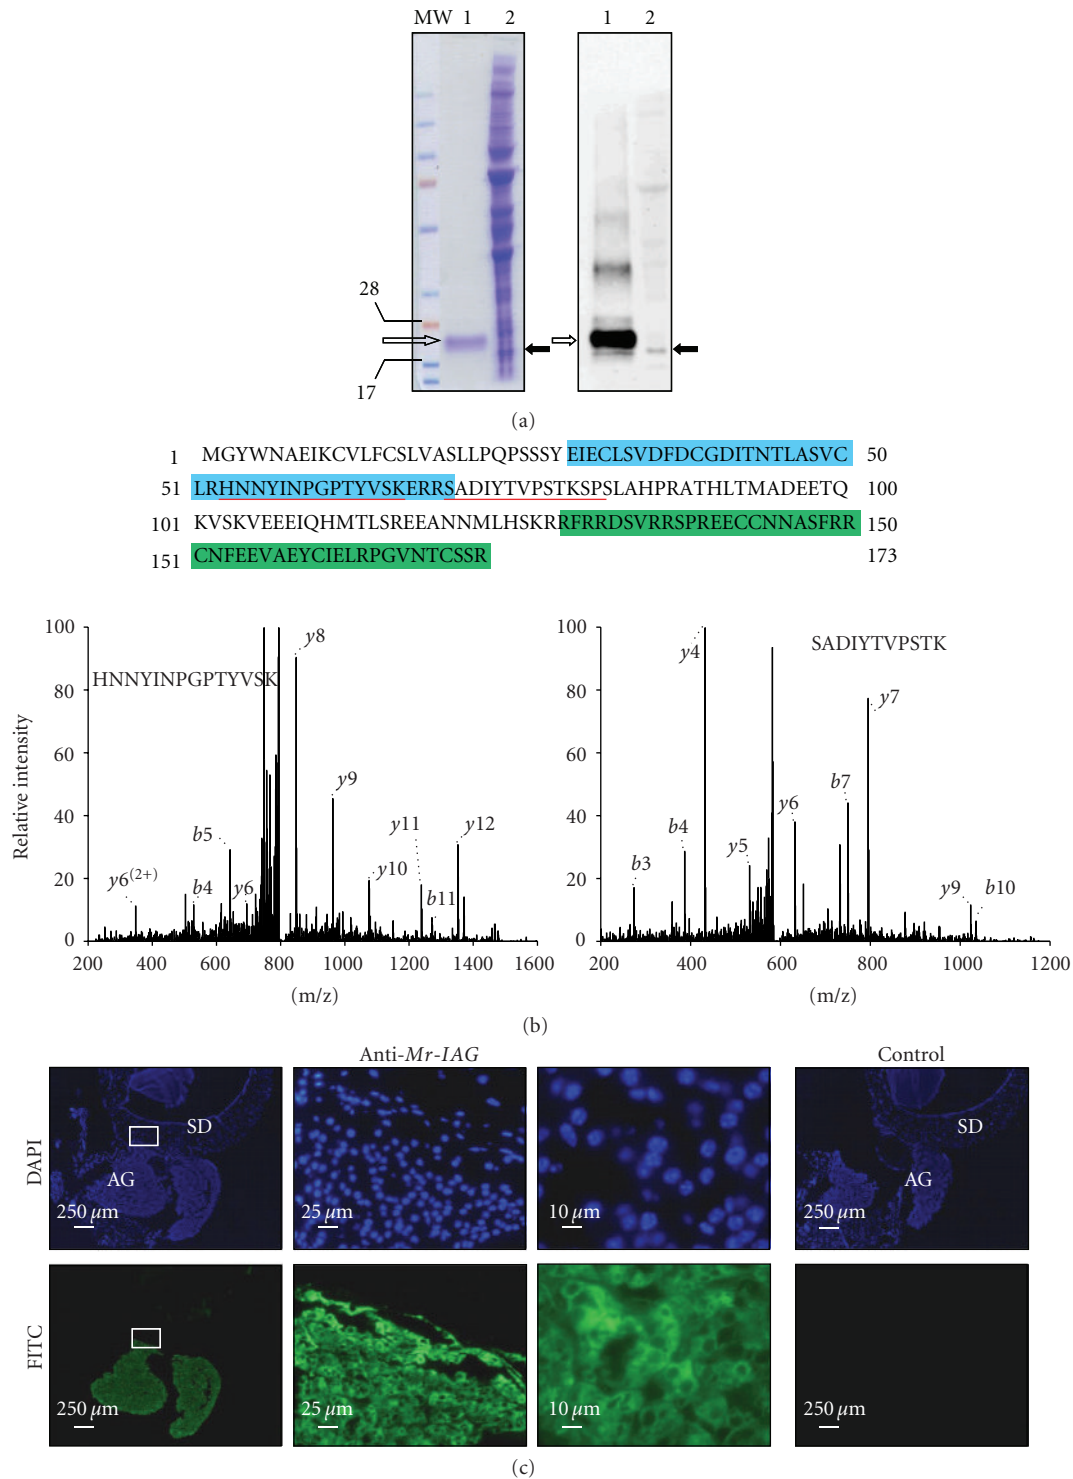 MW 1 2 1 2
28
17
(a)
1 MGYWNAEIKCVLFCSLVASLLPQPSSSY EIECLSVDFDCGDITNTLASVC 50
51 LRHNNYINPGPTYVSKERRSADIYTVPSTKSPSLAHPRATHLTMADEETQ 100
101 KVSKVEEEIQHMTLSREEANNMLHSKRRFRRDSVRRSPREECCNNASFRR 150
151 CNFEEVAEYCIELRPGVNTCSSR 173
100 y8 100 y4
HNNYINPGPTYVSK SADIYTVPSTK
80 80 y7
Relative intensity
60 y9 60 b7
40 b5 y11 y12 40 b4 y6
20 y6(2+) b4 y6 y10 b11 20 b3 y5 y9 b10
0 0
200 400 600 800 1000 1200 1400 1600 200 400 600 800 1000 1200
(m/z) (m/z)
(b)
Anti-Mr-IAG Control
DAPI
SD SD
AG AG
250 μm 25 μm 10 μm 250 μm
FITC
250 μm 25 μm 10 μm 250 μm
(c)